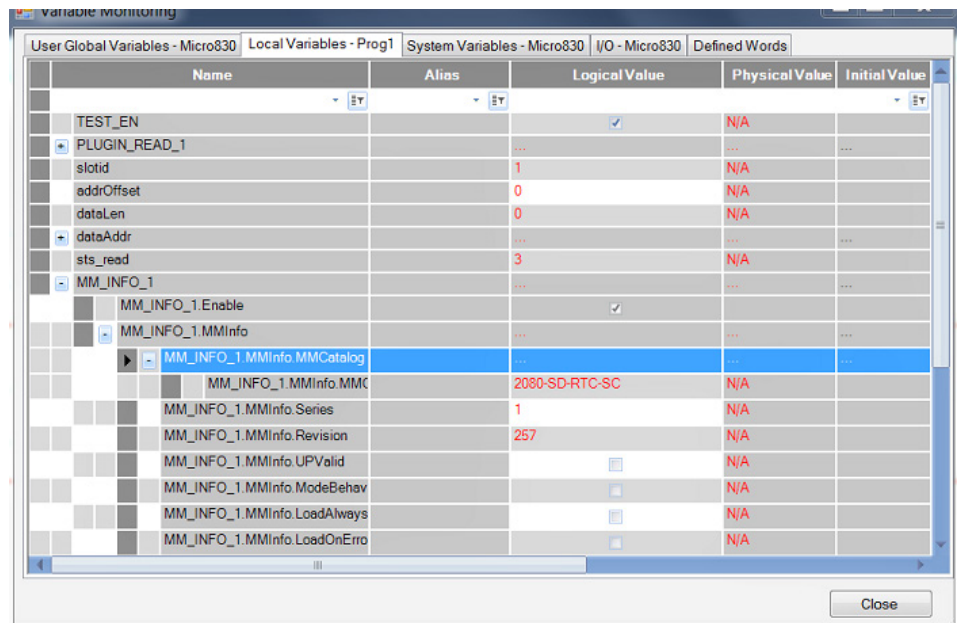 Variable Monitoring
User Global Variables - Micro830 Local Variables - Prog1 System Variables - Micro830 I/O - Micro830 Defined Words
Name Alias Logical Value Physical Value Initial Value
TEST_EN N/A
PLUGIN_READ_1 ... ... ...
slotid 1 N/A
addrOffset 0 N/A
dataLen 0 N/A
dataAddr ... ... ...
sts_read 3 N/A
MM_INFO_1 ... ... ...
MM_INFO_1.Enable
MM_INFO_1.MMInfo ... ... ...
MM_INFO_1.MMInfo.MMCatalog ... ... ...
MM_INFO_1.MMInfo.MMC 2080-SD-RTC-SC N/A
MM_INFO_1.MMInfo.Series 1 N/A
MM_INFO_1.MMInfo.Revision 257 N/A
MM_INFO_1.MMInfo.UPValid N/A
MM_INFO_1.MMInfo.ModeBehav N/A
MM_INFO_1.MMInfo.LoadAlways N/A
MM_INFO_1.MMInfo.LoadOnErro N/A
Close